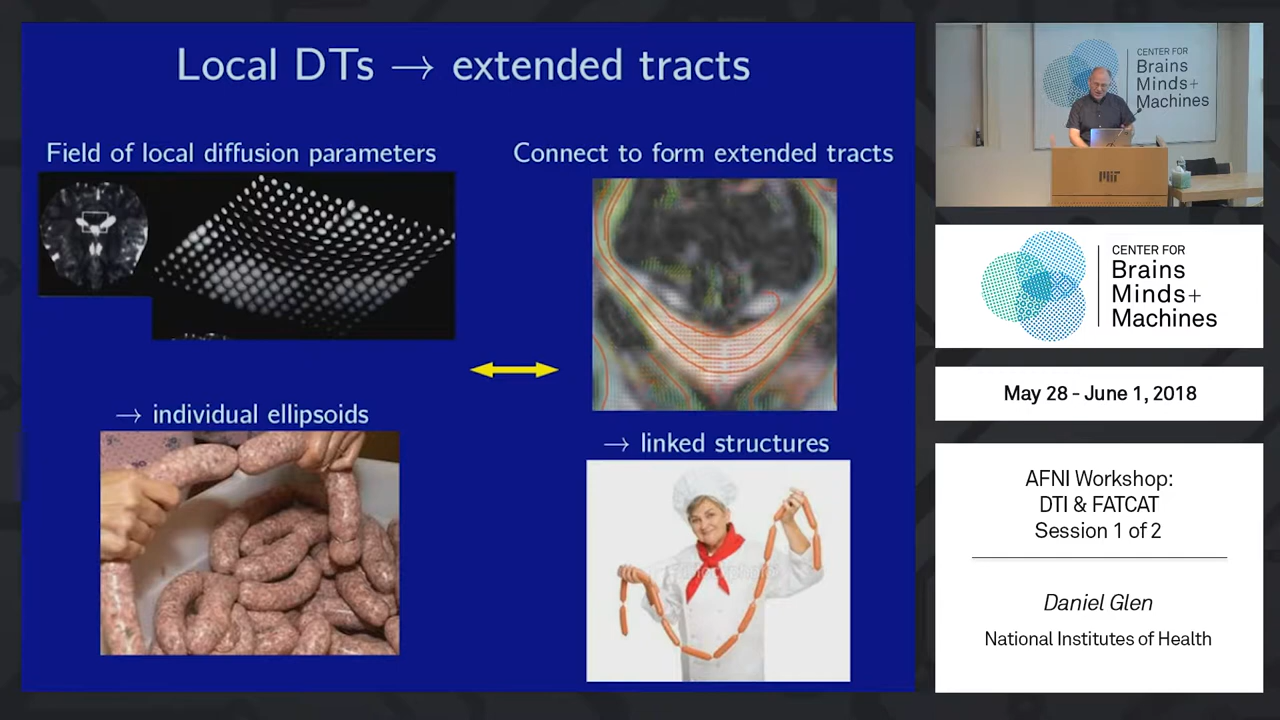 Local DTs → extended tracts
Field of local diffusion parameters
Connect to form extended tracts
→ individual ellipsoids
→ linked structures
CENTER FOR
Brains
Minds+
Machines
MIT
CENTER FOR
Brains
Minds+
Machines
May 28 - June 1, 2018
AFNI Workshop:
DTI & FATCAT
Session 1 of 2
Daniel Glen
National Institutes of Health